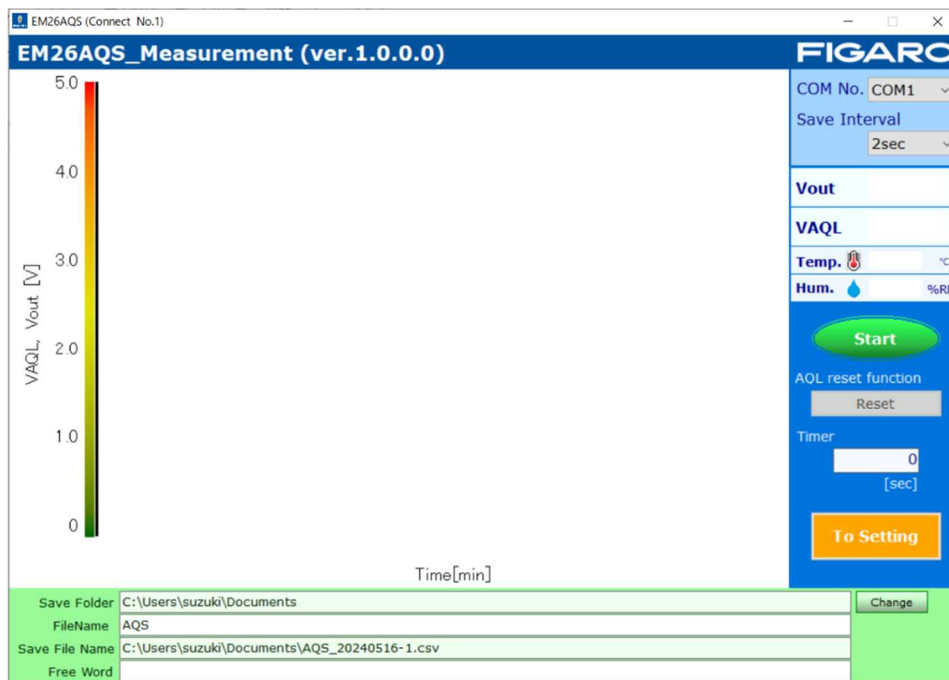 EM26AQS (Connect No.1)
EM26AQS_Measurement (ver.1.0.0.0)
FIGARO
5.0
4.0
3.0
2.0
1.0
0
VAQL, Vout [V]
Time[min]
COM No. COM1
Save Interval
2sec
Vout
VAQL
Temp. °C
Hum. %R
Start
AQL reset function
Reset
Timer
0
[sec]
To Setting
Save Folder C:\Users\suzuki\Documents
Change
FileName AQS
Save File Name C:\Users\suzuki\Documents\AQS_20240516-1.csv
Free Word